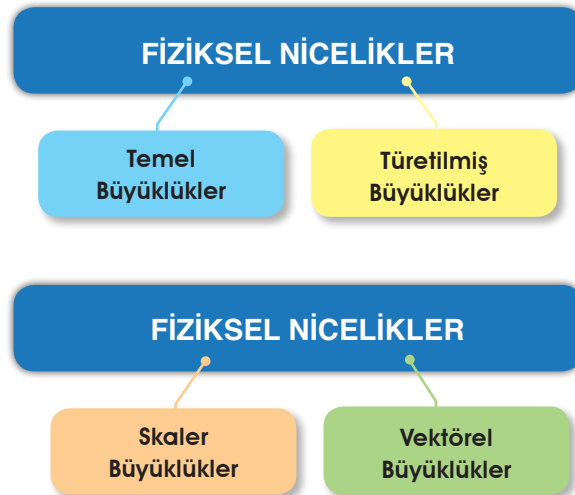 FİZİKSEL NİCELİKLER
Temel
Büyüklükler
Türetilmiş
Büyüklükler
FİZİKSEL NİCELİKLER
Skaler
Büyüklükler
Vektörel
Büyüklükler